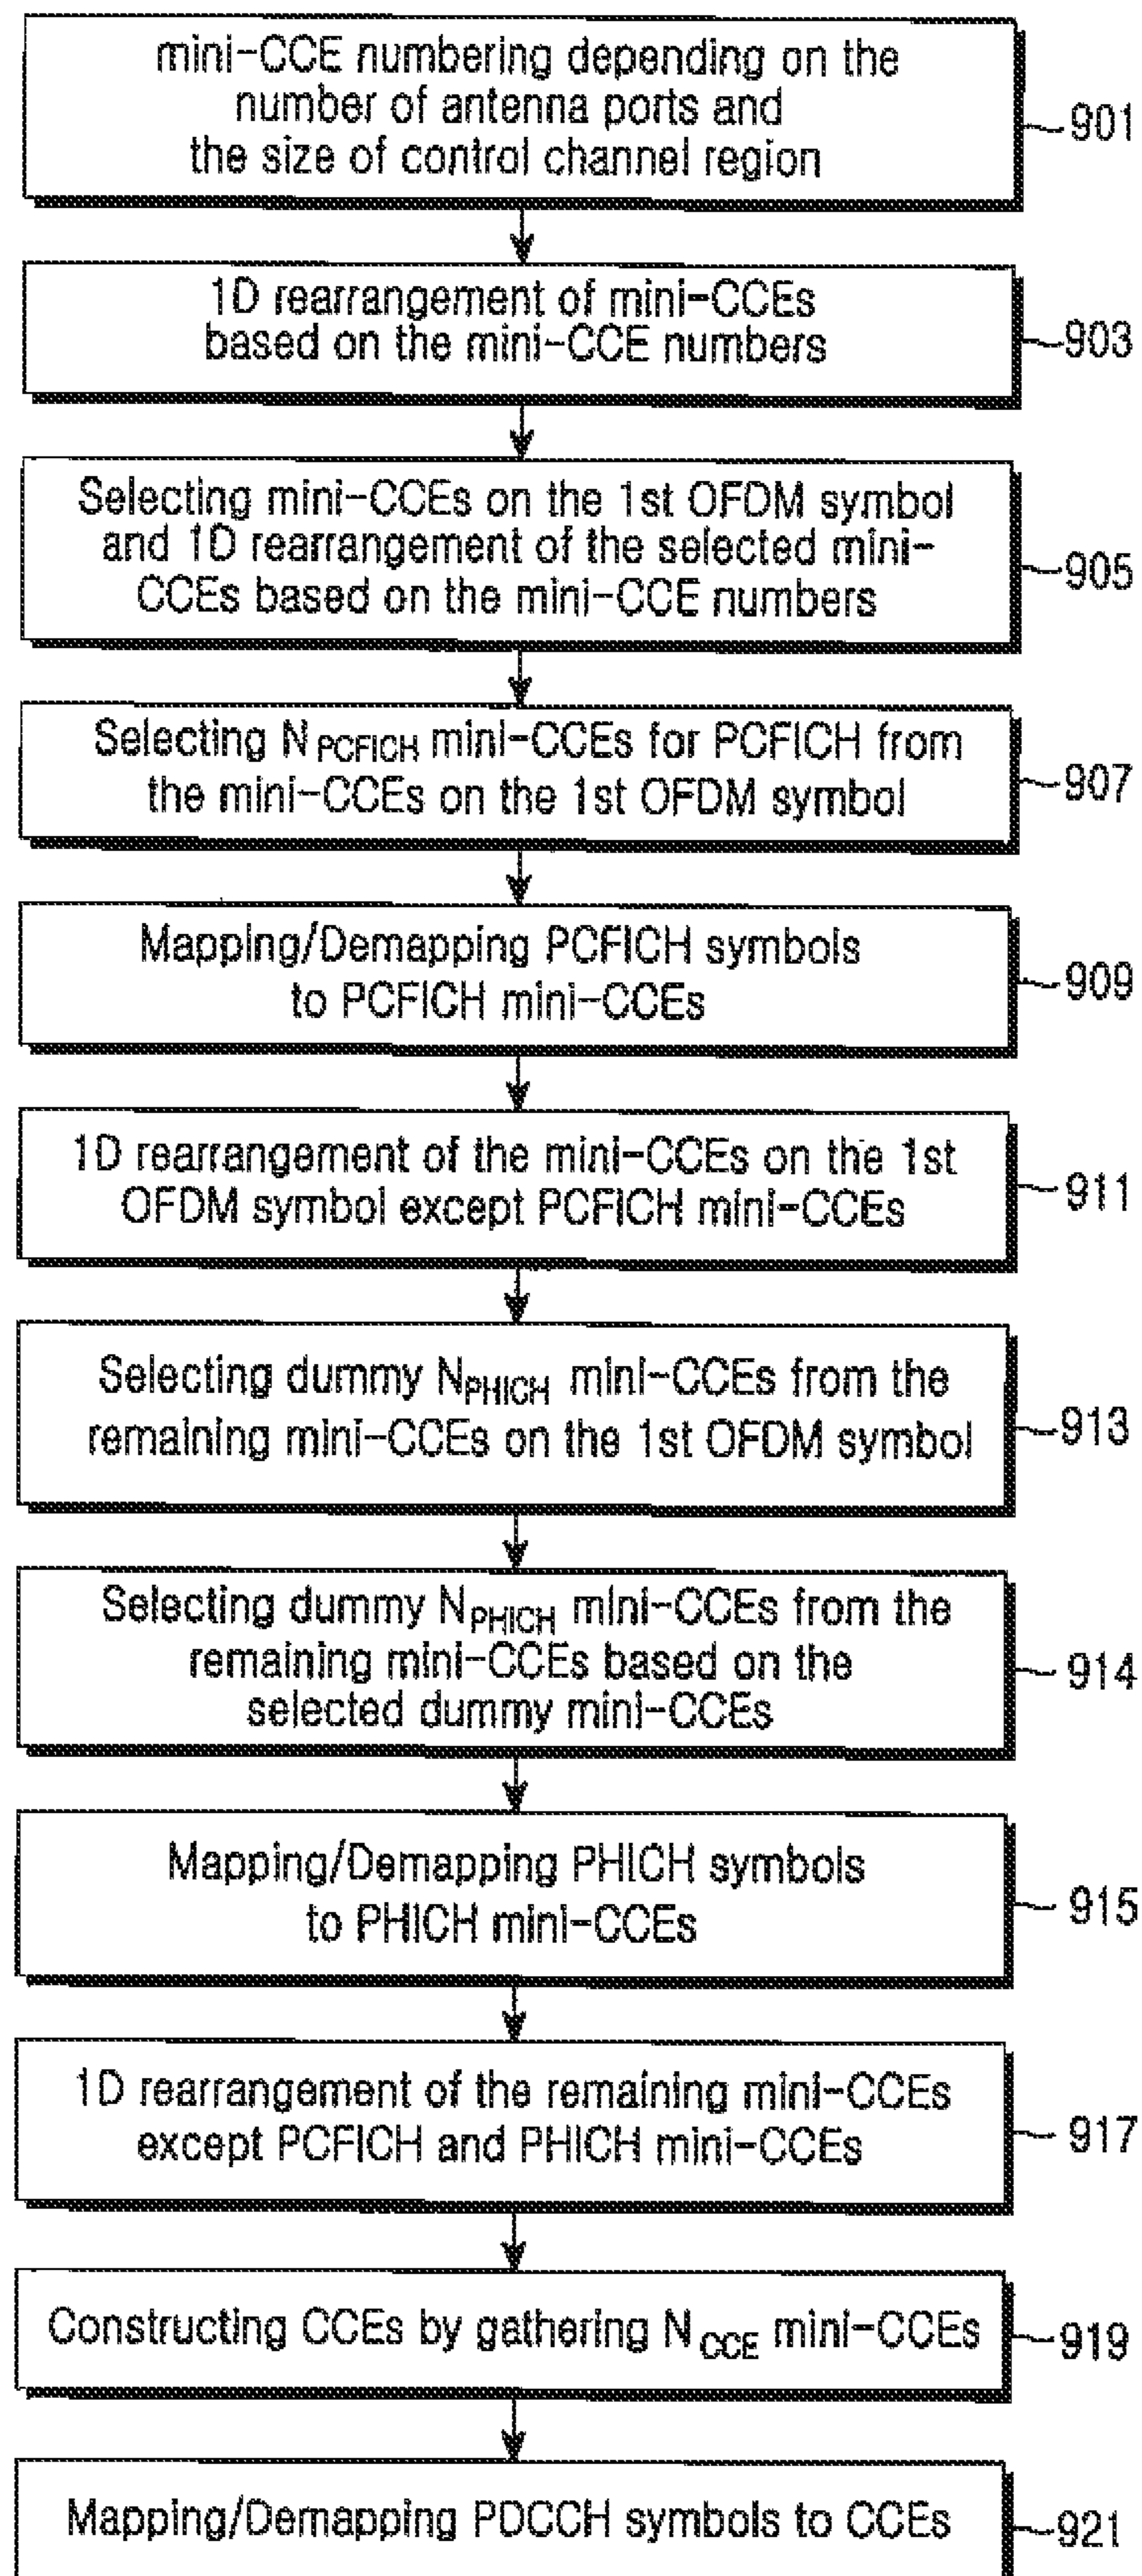 mini-CCE numbering depending on the
number of antenna ports and
the size of control channel region
901
1D rearrangement of mini-CCEs
based on the mini-CCE numbers
903
Selecting mini-CCEs on the 1st OFDM symbol
and 1D rearrangement of the selected mini-
CCEs based on the mini-CCE numbers
905
Selecting NPCFICH mini-CCEs for PCFICH from
the mini-CCEs on the 1st OFDM symbol
907
Mapping/Demapping PCFICH symbols
to PCFICH mini-CCEs
909
1D rearrangement of the mini-CCEs on the 1st
OFDM symbol except PCFICH mini-CCEs
911
Selecting dummy NPHICH mini-CCEs from the
remaining mini-CCEs on the 1st OFDM symbol
913
Selecting dummy NPHICH mini-CCEs from the
remaining mini-CCEs based on the
selected dummy mini-CCEs
914
Mapping/Demapping PHICH symbols
to PHICH mini-CCEs
915
1D rearrangement of the remaining mini-CCEs
except PCFICH and PHICH mini-CCEs
917
Constructing CCEs by gathering NCCE mini-CCEs
919
Mapping/Demapping PDCCH symbols to CCEs
921